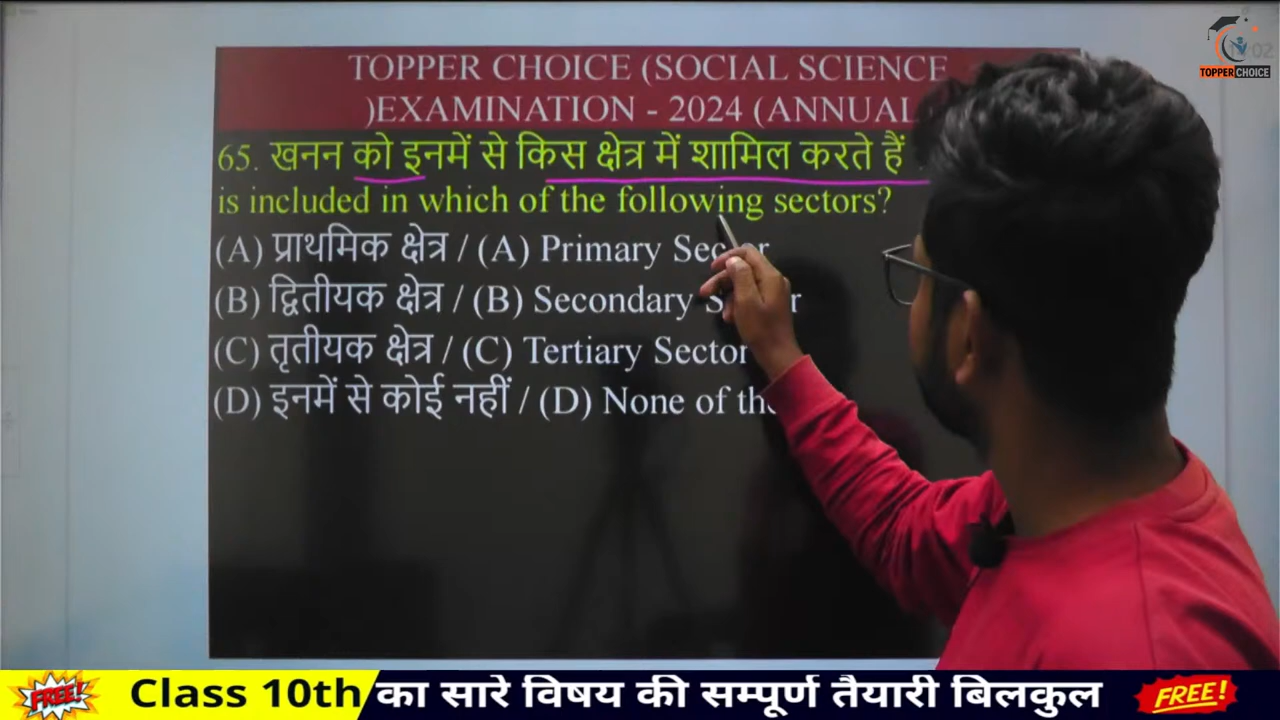 TOPPER CHOICE (SOCIAL SCIENCE
)EXAMINATION - 2024 (ANNUAL
65. खनन को इनमें से किस क्षेत्र में शामिल करते हैं
is included in which of the following sectors?
(A) प्राथमिक क्षेत्र / (A) Primary
(B) द्वितीयक क्षेत्र / (B) Secondary
(C) तृतीयक क्षेत्र / (C) Tertiary Sector
(D) इनमें से कोई नहीं / (D) None of
TOPPER CHOICE
FREE! Class 10th का सारे विषय की सम्पूर्ण तैयारी बिलकुल FREE!